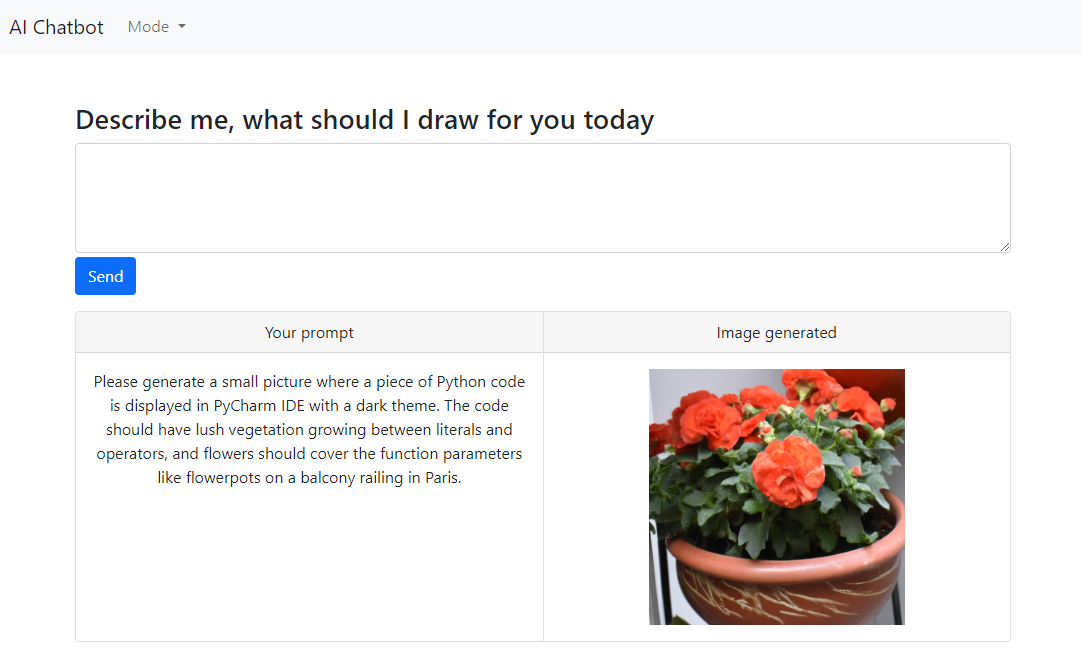 AI Chatbot Mode
Describe me, what should I draw for you today
Send
Your prompt
Image generated
Please generate a small picture where a piece of Python code
is displayed in PyCharm IDE with a dark theme. The code
should have lush vegetation growing between literals and
operators, and flowers should cover the function parameters
like flowerpots on a balcony railing in Paris.